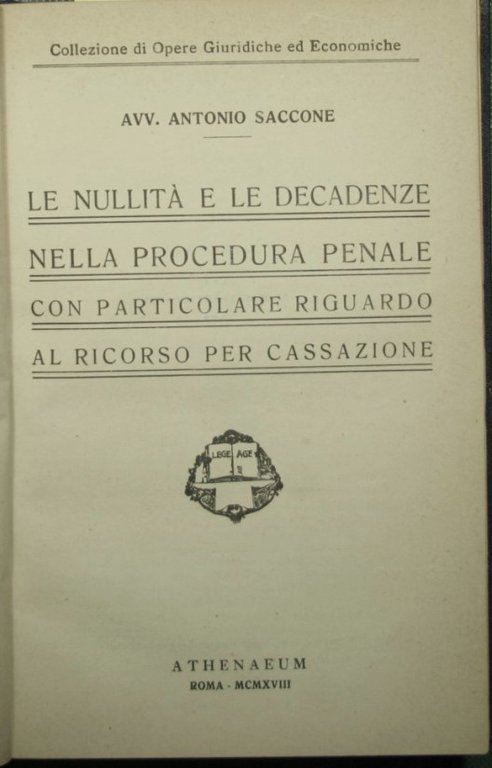 Collezione di Opere Giuridiche ed Economiche
AVV. ANTONIO SACCONE
LE NULLITÀ E LE DECADENZE
NELLA PROCEDURA PENALE
CON PARTICOLARE RIGUARDO
AL RICORSO PER CASSAZIONE
LEGE AGE
ATHENAEUM
ROMA - MCMXVIII